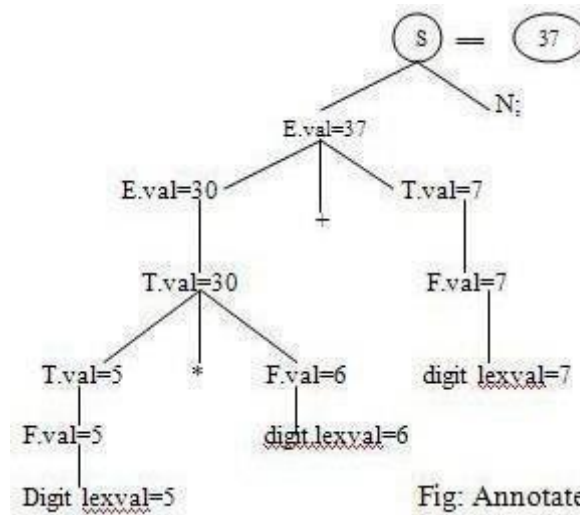 S = 37
N;
E.val=37
E.val=30 + T.val=7
T.val=30 F.val=7
T.val=5 * F.val=6 digit lexval=7
F.val=5 digit.lexval=6
Digit lexval=5 Fig: Annotate